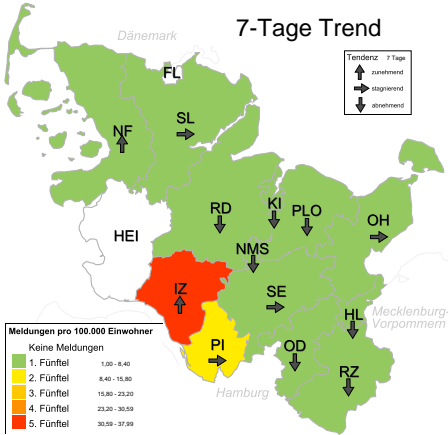 7-Tage Trend
Dänemark
Tendenz 7 Tage
zunehmend
stagnierend
abnehmend
FL
SL
NF
RD
KI
PLO
OH
HEI
NMS
IZ
SE
HL
Mecklenburg-
Vorpommern
PI
OD
RZ
Hamburg
Meldungen pro 100.000 Einwohner
Keine Meldungen
1. Fünftel 1,00 - 8,40
2. Fünftel 8,40 - 15,80
3. Fünftel 15,80 - 23,20
4. Fünftel 23,20 - 30,59
5. Fünftel 30,59 - 37,99